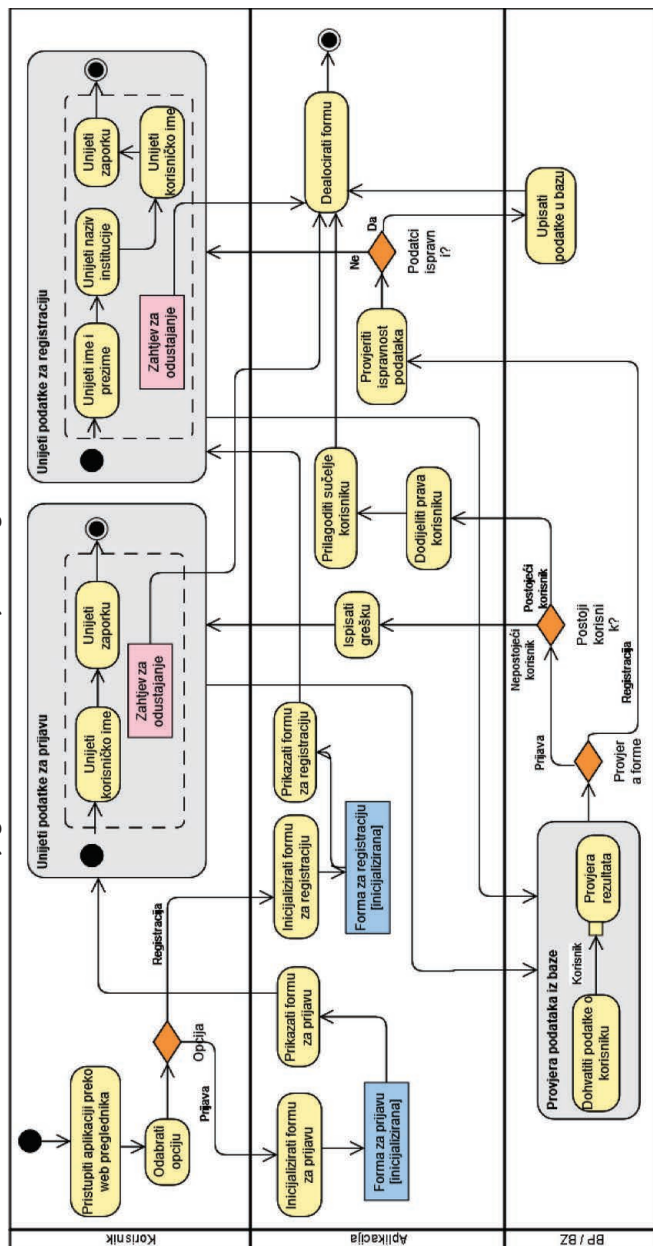 Korisnik
Pristupiti aplikaciji preko
web preglednika
Odabrati
opciju
Opcija
Prijava
Registracija
Unijeti podatke za prijavu
Unijeti
korisničko ime
Unijeti
zaporku
Zahtjev za
odustajanje
Unijeti podatke za registraciju
Unijeti ime i
prezime
Unijeti naziv
institucije
Unijeti
korisničko ime
Unijeti
zaporku
Zahtjev za
odustajanje
Aplikacija
Inicijalizirati formu
za prijavu
Forma za prijavu
[inicijalizirana]
Prikazati formu
za prijavu
Inicijalizirati formu
za registraciju
Forma za registraciju
[inicijalizirana]
Prikazati formu
za registraciju
Ispisati
grešku
Prilagoditi sučelje
korisniku
Dodijeliti prava
korisniku
Provjeriti
ispravnost
podataka
Podatci
ispravn
i?
Ne
Da
Dealocirati formu
BP / BZ
Provjera podataka iz baze
Dohvatiti podatke o
korisniku
Korisnik
Provjera
rezultata
Provjer
a forme
Prijava
Registracija
Postoji
korisni
k?
Nepostojeći
korisnik
Postojeći
korisnik
Upisati
podatke u bazu